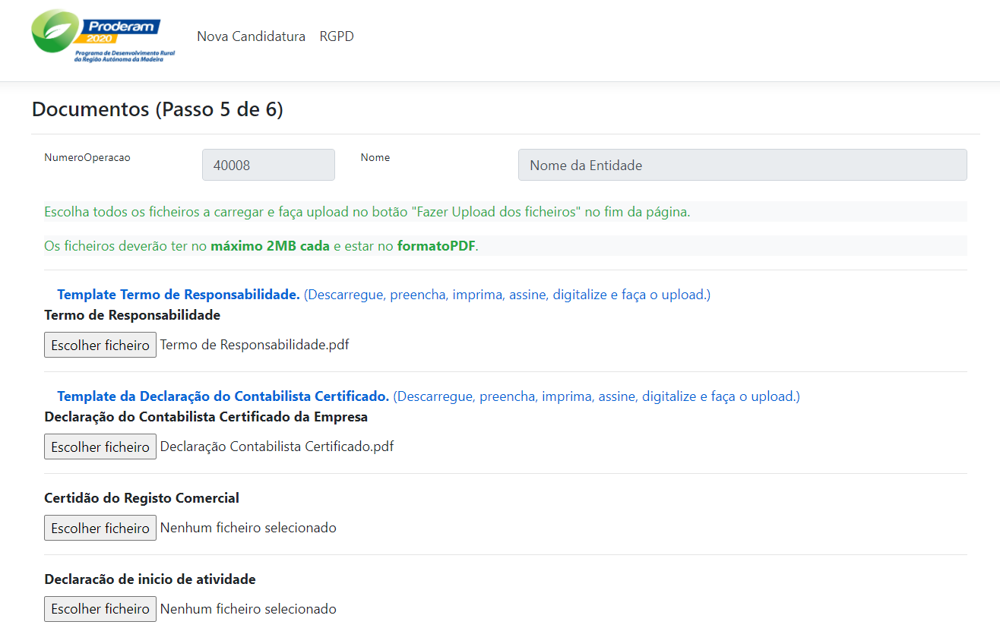 Proderam
2020
Programa de Desenvolvimento Rural
da Região Autónoma da Madeira
Nova Candidatura RGPD
Documentos (Passo 5 de 6)
NumeroOperacao 40008 Nome Nome da Entidade
Escolha todos os ficheiros a carregar e faça upload no botão "Fazer Upload dos ficheiros" no fim da página.
Os ficheiros deverão ter no máximo 2MB cada e estar no formatoPDF.
Template Termo de Responsabilidade. (Descarregue, preencha, imprima, assine, digitalize e faça o upload.)
Termo de Responsabilidade
Escolher ficheiro Termo de Responsabilidade.pdf
Template da Declaração do Contabilista Certificado. (Descarregue, preencha, imprima, assine, digitalize e faça o upload.)
Declaração do Contabilista Certificado da Empresa
Escolher ficheiro Declaração Contabilista Certificado.pdf
Certidão do Registo Comercial
Escolher ficheiro Nenhum ficheiro selecionado
Declaracão de inicio de atividade
Escolher ficheiro Nenhum ficheiro selecionado